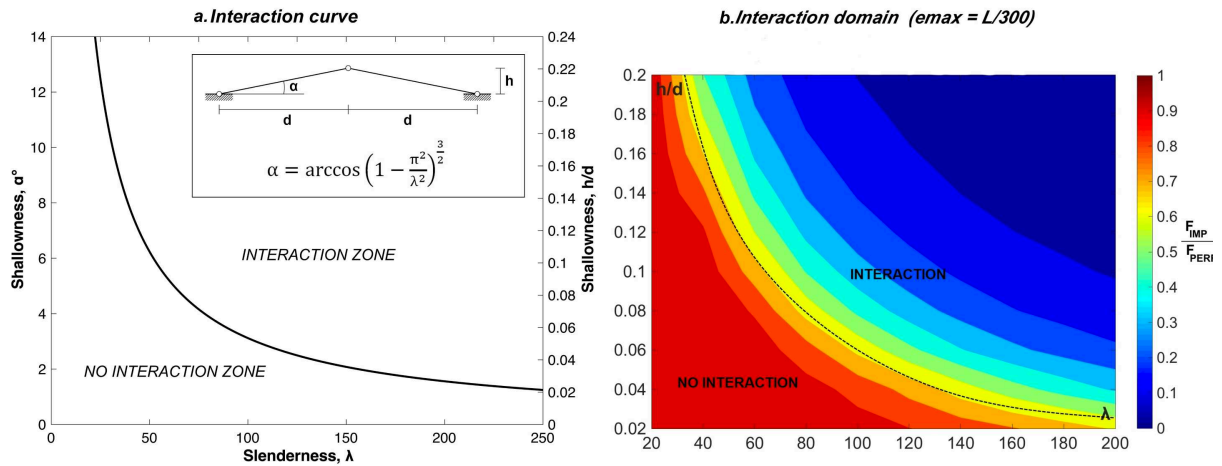 a. Interaction curve
14
12
10
8
6
4
2
0
Shallowness, α°
0.24
0.22
0.20
0.18
0.16
0.14
0.12
0.10
0.08
0.06
0.04
0.02
0
Shallowness, h/d
α
h
d d
α = arccos (1 − π²/λ²)^(3/2)
INTERACTION ZONE
NO INTERACTION ZONE
0 50 100 150 200 250
Slenderness, λ
b. Interaction domain (emax = L/300)
0.2
0.18
0.16
0.14
0.12
0.1
0.08
0.06
0.04
0.02
h/d
INTERACTION
NO INTERACTION
λ
20 40 60 80 100 120 140 160 180 200
1
0.9
0.8
0.7
0.6
0.5
0.4
0.3
0.2
0.1
0
F_IMP
F_PERI